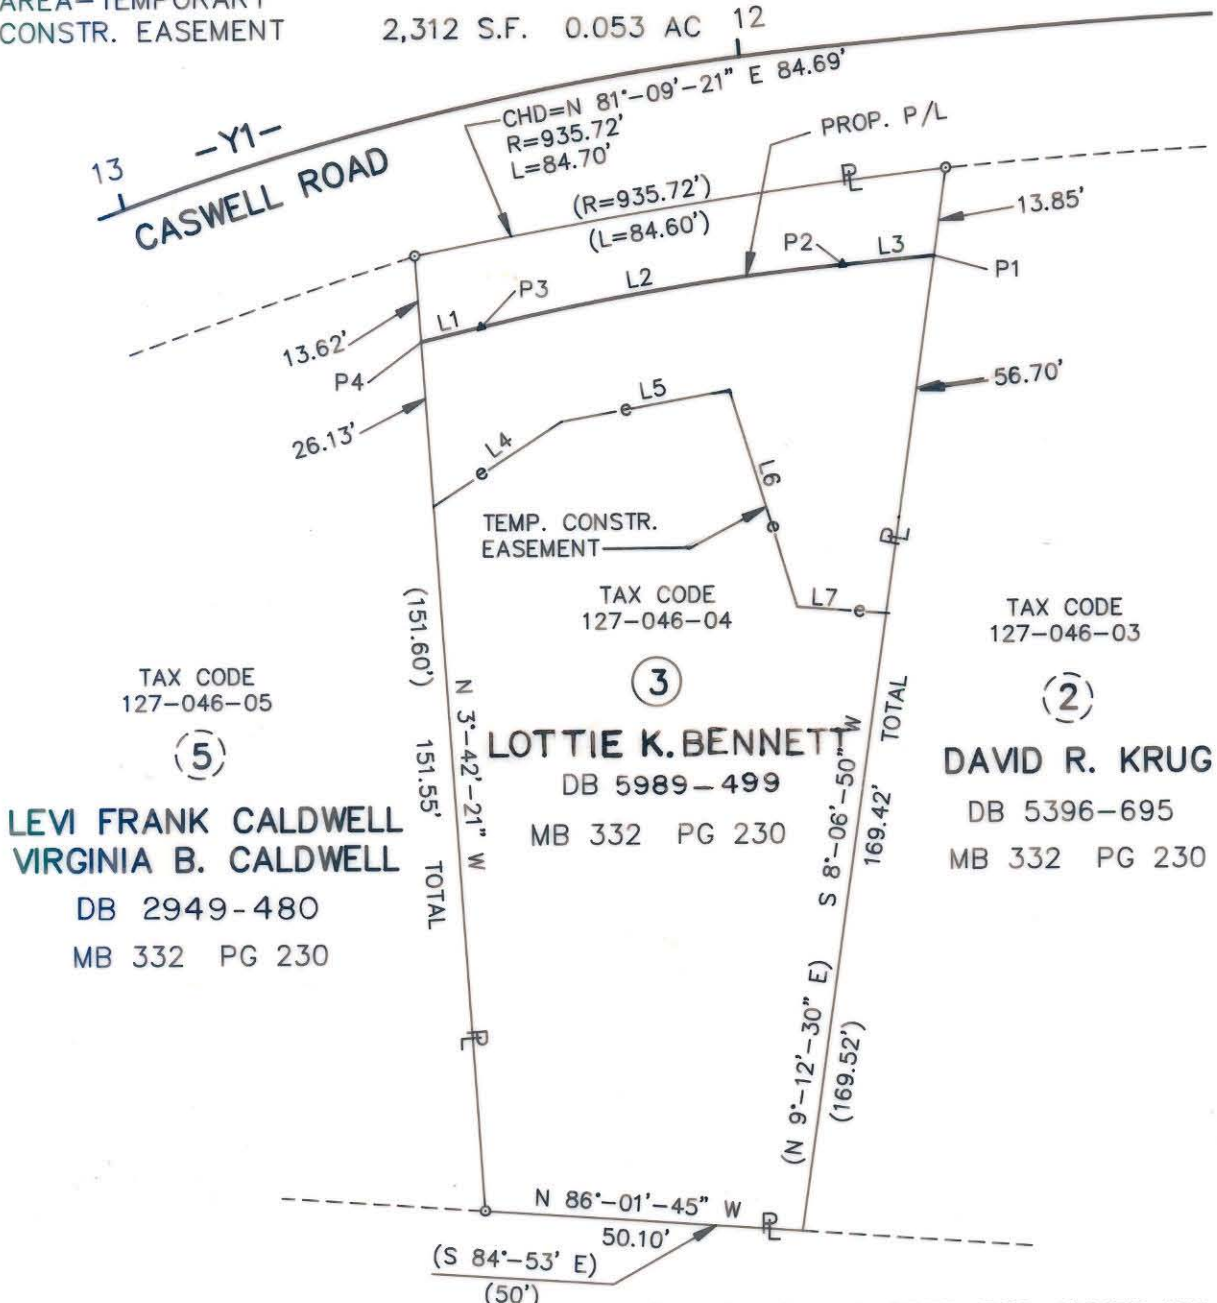 AREA-TEMPORARY
CONSTR. EASEMENT 2,312 S.F. 0.053 AC
12
13
-Y1-
CASWELL ROAD
CHD=N 81°-09'-21" E 84.69'
R=935.72'
L=84.70'
PROP. P/L
(R=935.72')
(L=84.60')
PL
13.85'
P2
L3
P1
L2
P3
L1
13.62'
P4
56.70'
26.13'
L5
e
L4
e
L6
e
TEMP. CONSTR.
EASEMENT
PL
L7
e
TAX CODE
127-046-04
3
LOTTIE K. BENNETT
DB 5989-499
MB 332 PG 230
TAX CODE
127-046-03
2
DAVID R. KRUG
DB 5396-695
MB 332 PG 230
TAX CODE
127-046-05
5
LEVI FRANK CALDWELL
VIRGINIA B. CALDWELL
DB 2949-480
MB 332 PG 230
(151.60') 151.55' TOTAL
N 3°-42'-21" W
PL
S 8°-06'-50" W
169.42' TOTAL
(N 9°-12'-30" E)
(169.52')
N 86°-01'-45" W
PL
50.10'
(S 84°-53' E)
(50')